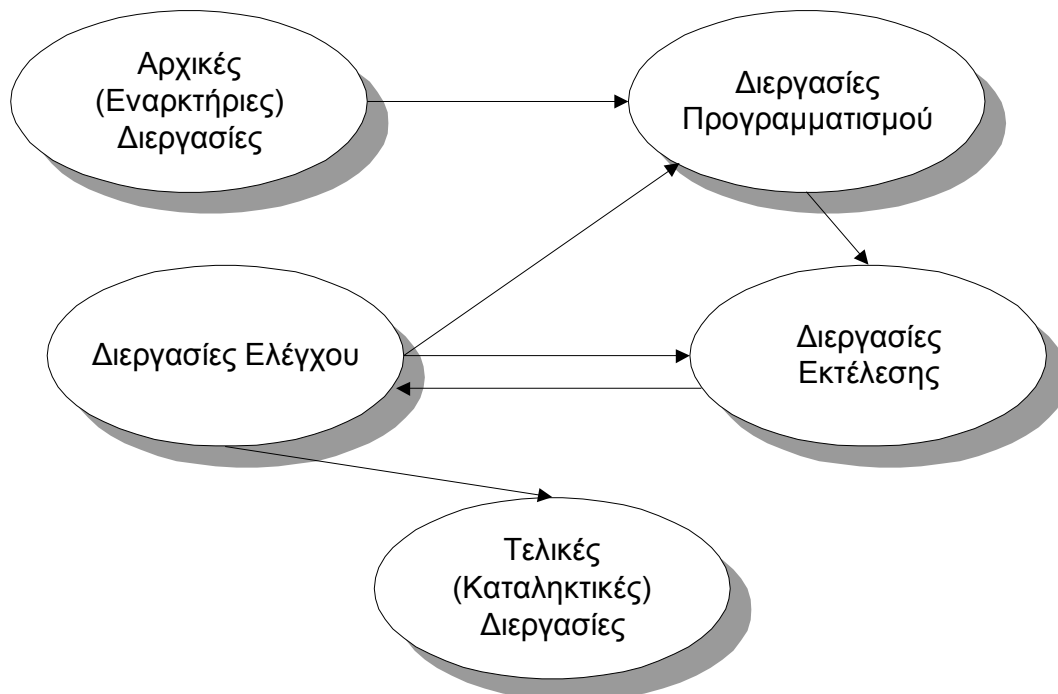 Αρχικές
(Εναρκτήριες)
Διεργασίες
Διεργασίες
Προγραμματισμού
Διεργασίες Ελέγχου
Διεργασίες
Εκτέλεσης
Τελικές
(Καταληκτικές)
Διεργασίες